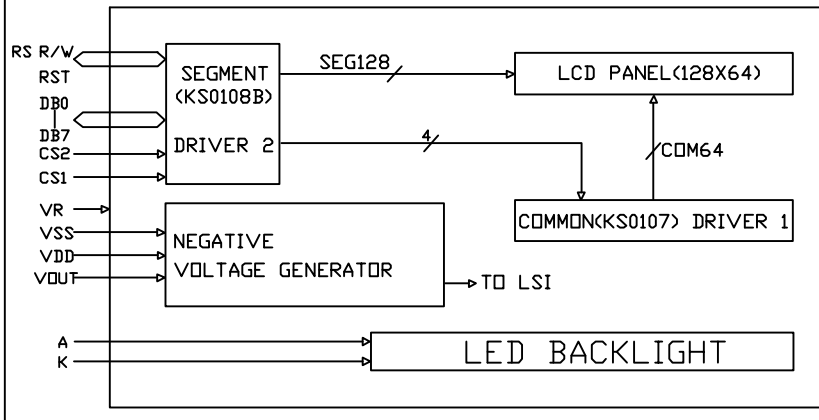 RS R/W
RST
DB0
DB7
CS2
CS1
VR
VSS
VDD
VOUT
A
K
SEGMENT
(KS0108B)
DRIVER 2
SEG128
4
LCD PANEL(128X64)
COM64
COMMON(KS0107) DRIVER 1
NEGATIVE
VOLTAGE GENERATOR
TO LSI
LED BACKLIGHT